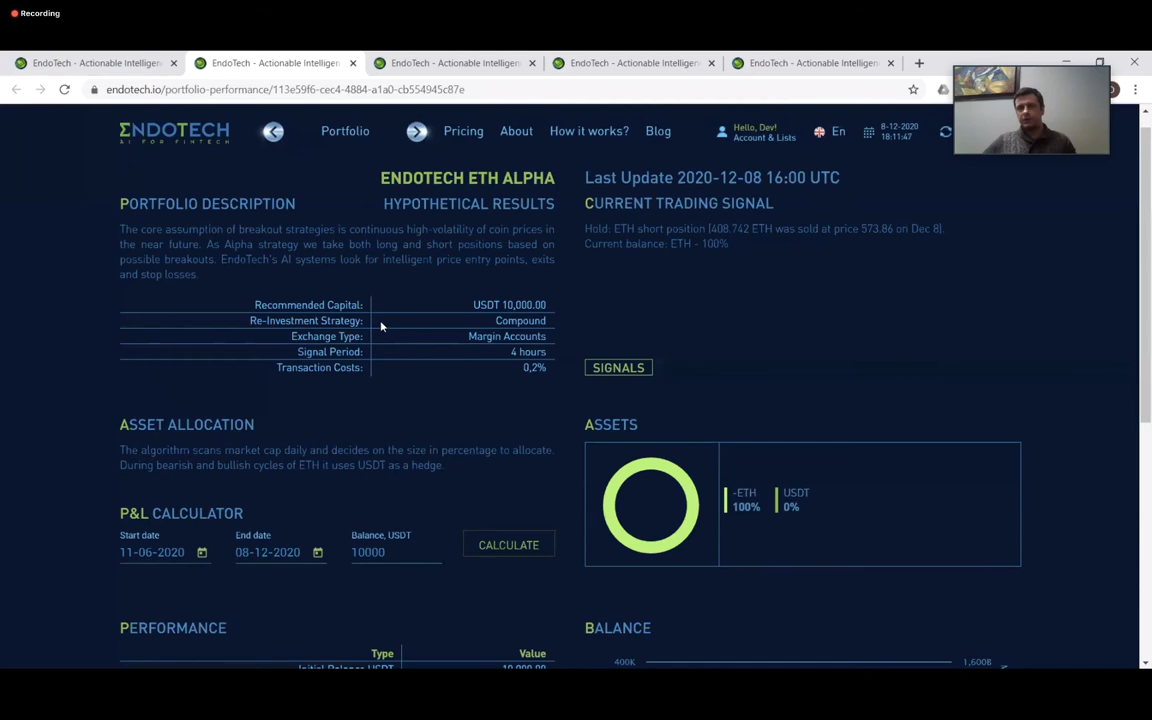 Recording
EndoTech - Actionable Intelligen
EndoTech - Actionable Intelligen
EndoTech - Actionable Intelligen
EndoTech - Actionable Intelligen
EndoTech - Actionable Intelligen
endotech.io/portfolio-performance/113e59f6-cec4-4884-a1a0-cb554945c87e
ENDOTECH
AI FOR FINTECH
Portfolio
Pricing
About
How it works?
Blog
Hello, Dev!
Account & Lists
En
8-12-2020
18:11:47
ENDOTECH ETH ALPHA
PORTFOLIO DESCRIPTION
HYPOTHETICAL RESULTS
The core assumption of breakout strategies is continuous high-volatility of coin prices in
the near future. As Alpha strategy we take both long and short positions based on
possible breakouts. EndoTech's AI systems look for intelligent price entry points, exits
and stop losses.
Recommended Capital: USDT 10,000.00
Re-Investment Strategy: Compound
Exchange Type: Margin Accounts
Signal Period: 4 hours
Transaction Costs: 0,2%
Last Update 2020-12-08 16:00 UTC
CURRENT TRADING SIGNAL
Hold: ETH short position (408.742 ETH was sold at price 573.86 on Dec 8).
Current balance: ETH - 100%
SIGNALS
ASSET ALLOCATION
The algorithm scans market cap daily and decides on the size in percentage to allocate.
During bearish and bullish cycles of ETH it uses USDT as a hedge.
ASSETS
-ETH
100%
USDT
0%
P&L CALCULATOR
Start date
11-06-2020
End date
08-12-2020
Balance, USDT
10000
CALCULATE
PERFORMANCE
Type Value
Initial Balance USDT 10,000.00
BALANCE
400K
1,600B